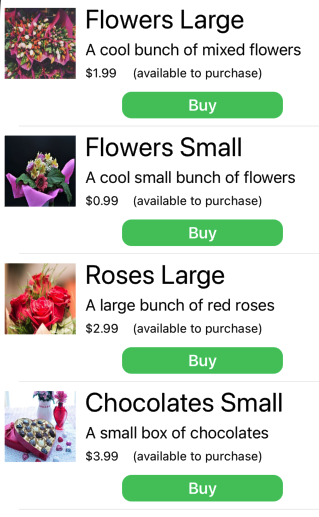 Flowers Large
A cool bunch of mixed flowers
$1.99 (available to purchase)
Buy
Flowers Small
A cool small bunch of flowers
$0.99 (available to purchase)
Buy
Roses Large
A large bunch of red roses
$2.99 (available to purchase)
Buy
Chocolates Small
A small box of chocolates
$3.99 (available to purchase)
Buy